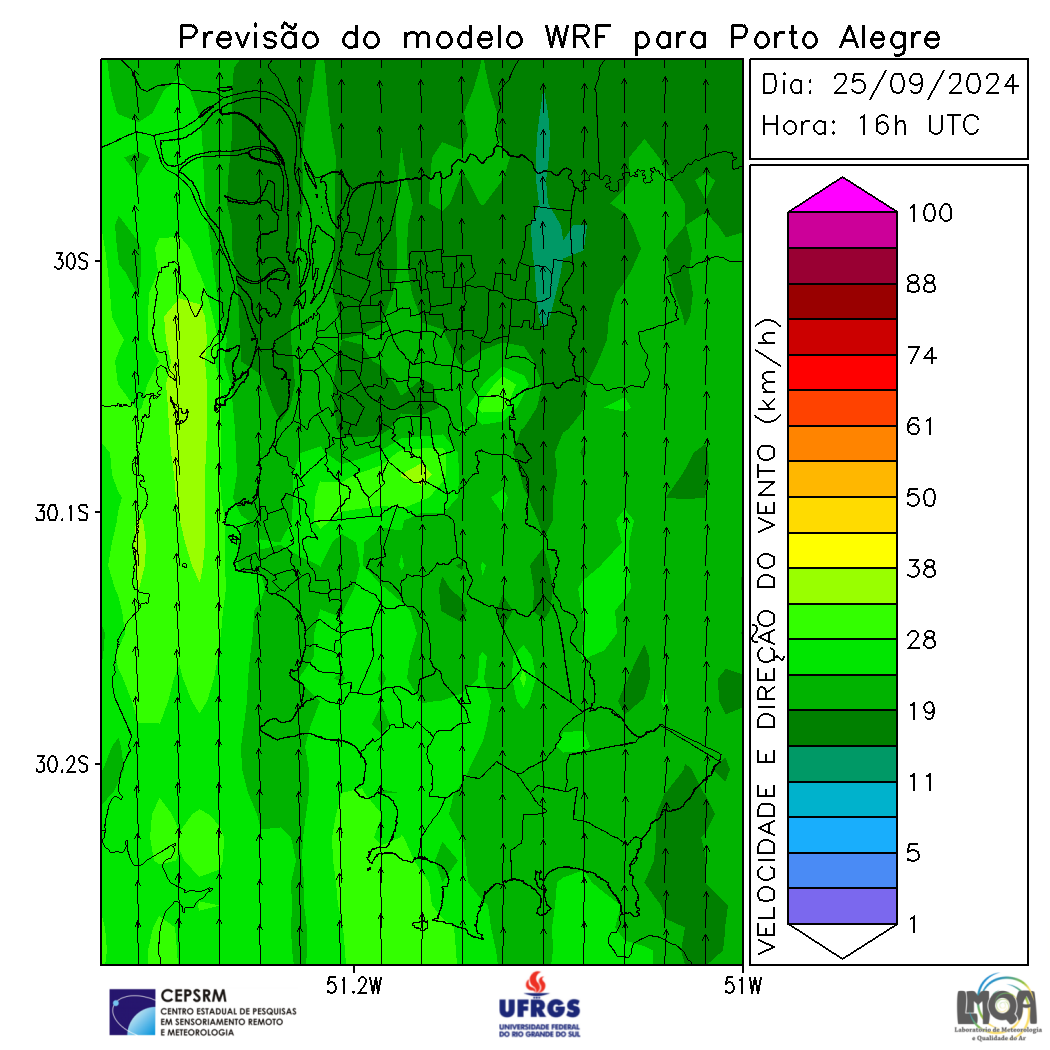 Previsão do modelo WRF para Porto Alegre
Dia: 25/09/2024
Hora: 16h UTC
30S
30.1S
30.2S
51.2W
51W
VELOCIDADE E DIREÇÃO DO VENTO (km/h)
100
88
74
61
50
38
28
19
11
5
1
CEPSRM
CENTRO ESTADUAL DE PESQUISAS
EM SENSORIAMENTO REMOTO
E METEOROLOGIA
UFRGS
UNIVERSIDADE FEDERAL
DO RIO GRANDE DO SUL
LMQA
Laboratório de Meteorologia
e Qualidade do Ar